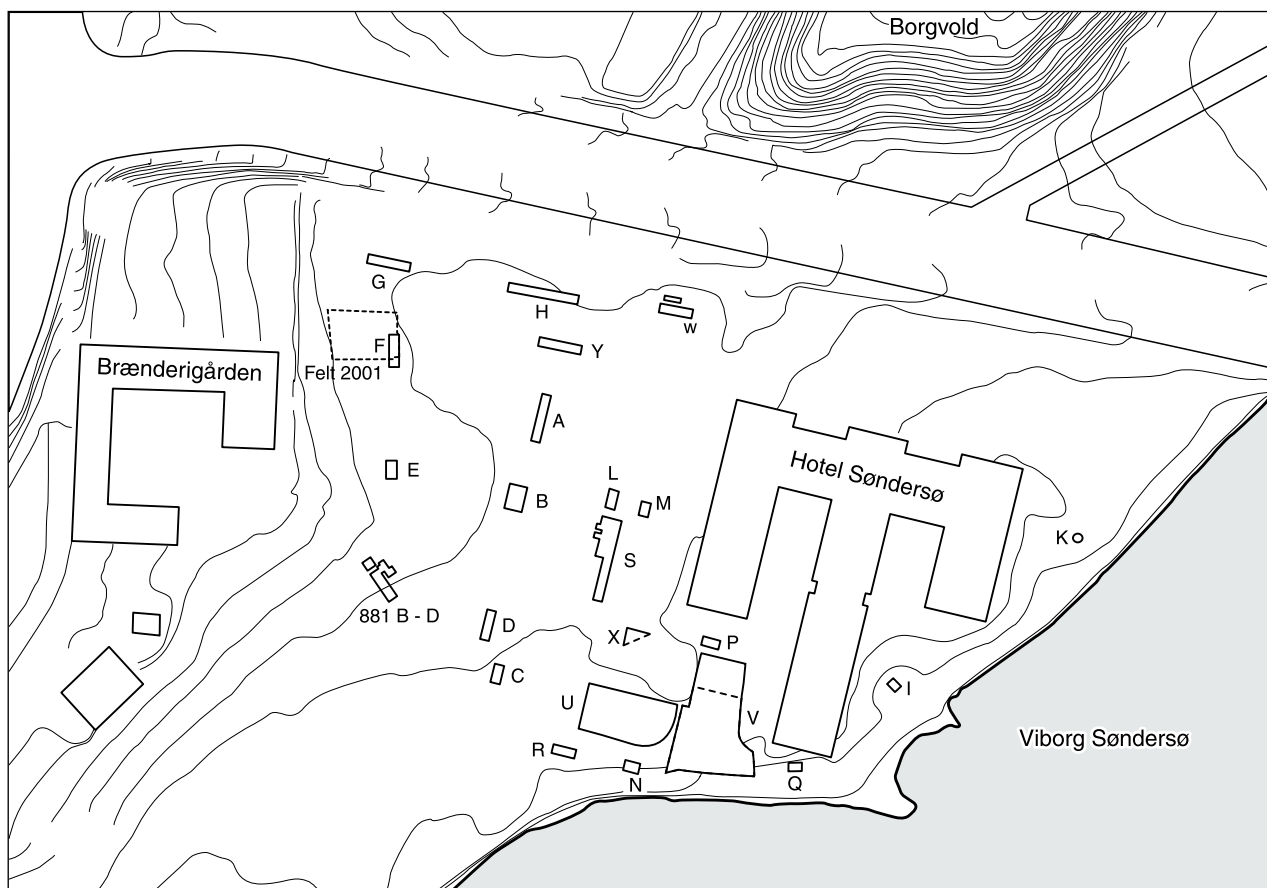 Borgvold
G
H
w
F
Y
Brænderigården
Felt 2001
A
Hotel Søndersø
E
L
B
M
K
S
881 B - D
D
X
P
C
I
U
V
Viborg Søndersø
R
N
Q